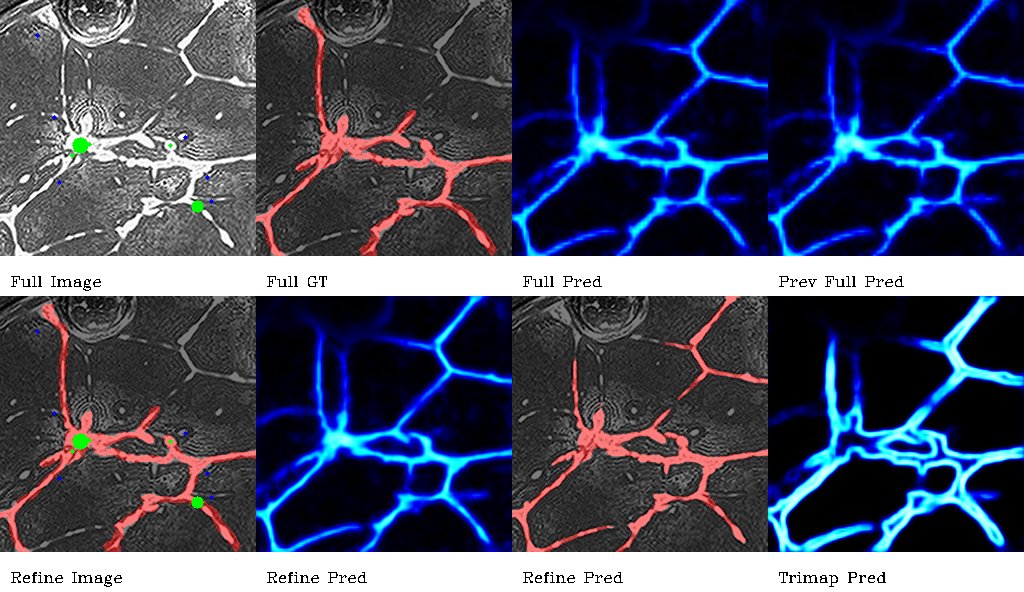 Full Image
Full GT
Full Pred
Prev Full Pred
Refine Image
Refine Pred
Refine Pred
Trimap Pred